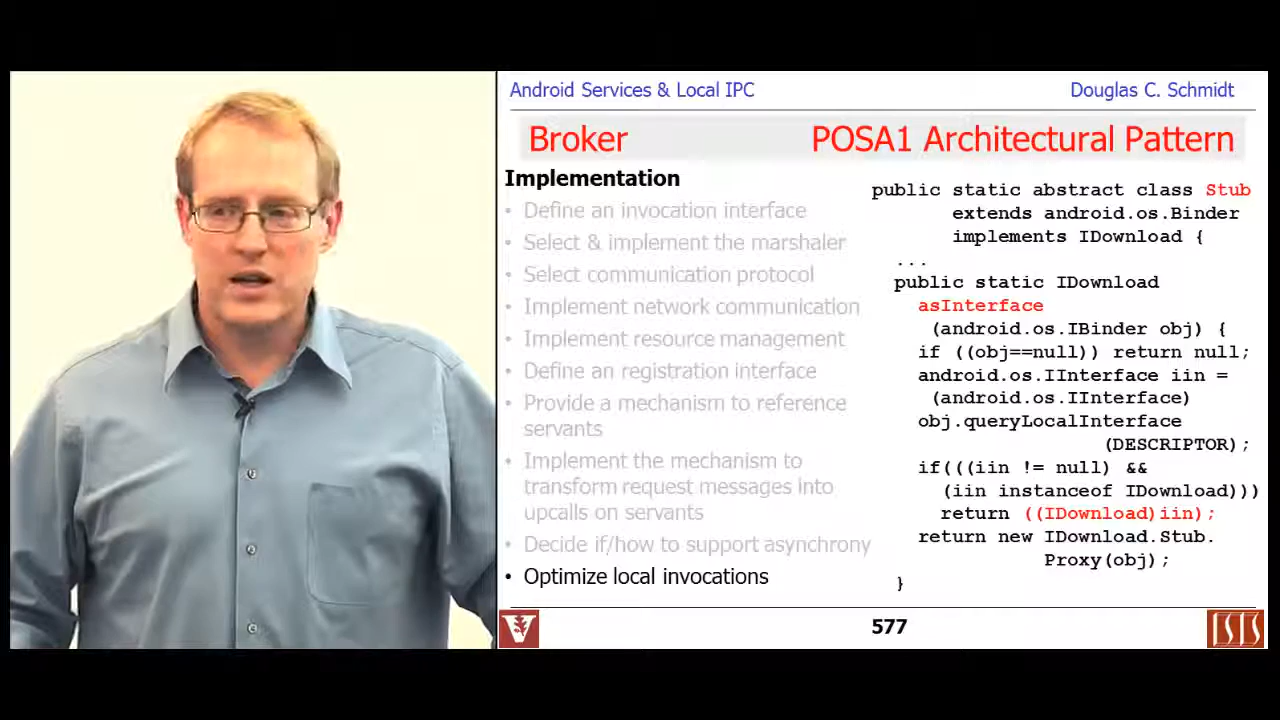 Android Services & Local IPC
Douglas C. Schmidt
Broker
POSA1 Architectural Pattern
Implementation
• Define an invocation interface
• Select & implement the marshaler
• Select communication protocol
• Implement network communication
• Implement resource management
• Define an registration interface
• Provide a mechanism to reference
servants
• Implement the mechanism to
transform request messages into
upcalls on servants
• Decide if/how to support asynchrony
• Optimize local invocations
public static abstract class Stub
extends android.os.Binder
implements IDownload {
...
public static IDownload
asInterface
(android.os.IBinder obj) {
if ((obj==null)) return null;
android.os.IInterface iin =
(android.os.IInterface)
obj.queryLocalInterface
(DESCRIPTOR);
if(((iin != null) &&
(iin instanceof IDownload)))
return ((IDownload)iin);
return new IDownload.Stub.
Proxy(obj);
}
V
577
ISIS